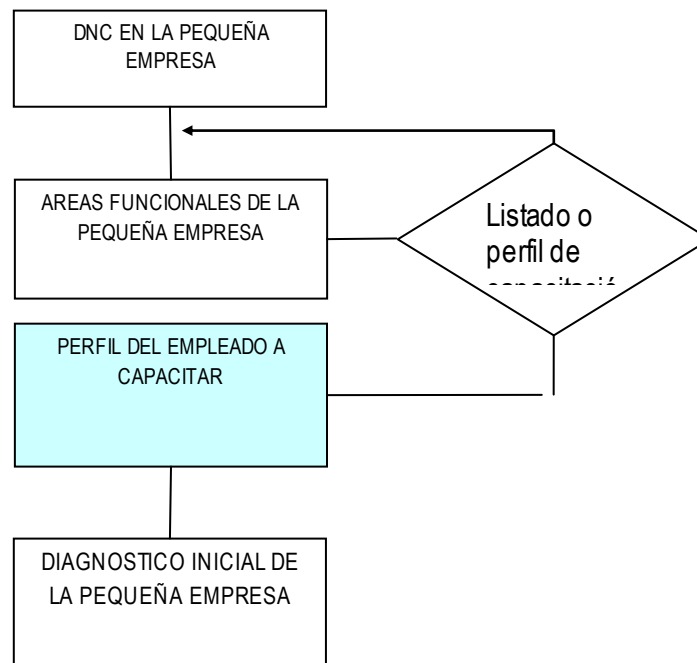 DNC EN LA PEQUEÑA
EMPRESA
AREAS FUNCIONALES DE LA
PEQUEÑA EMPRESA
Listado o
perfil de
PERFIL DEL EMPLEADO A
CAPACITAR
DIAGNOSTICO INICIAL DE
LA PEQUEÑA EMPRESA